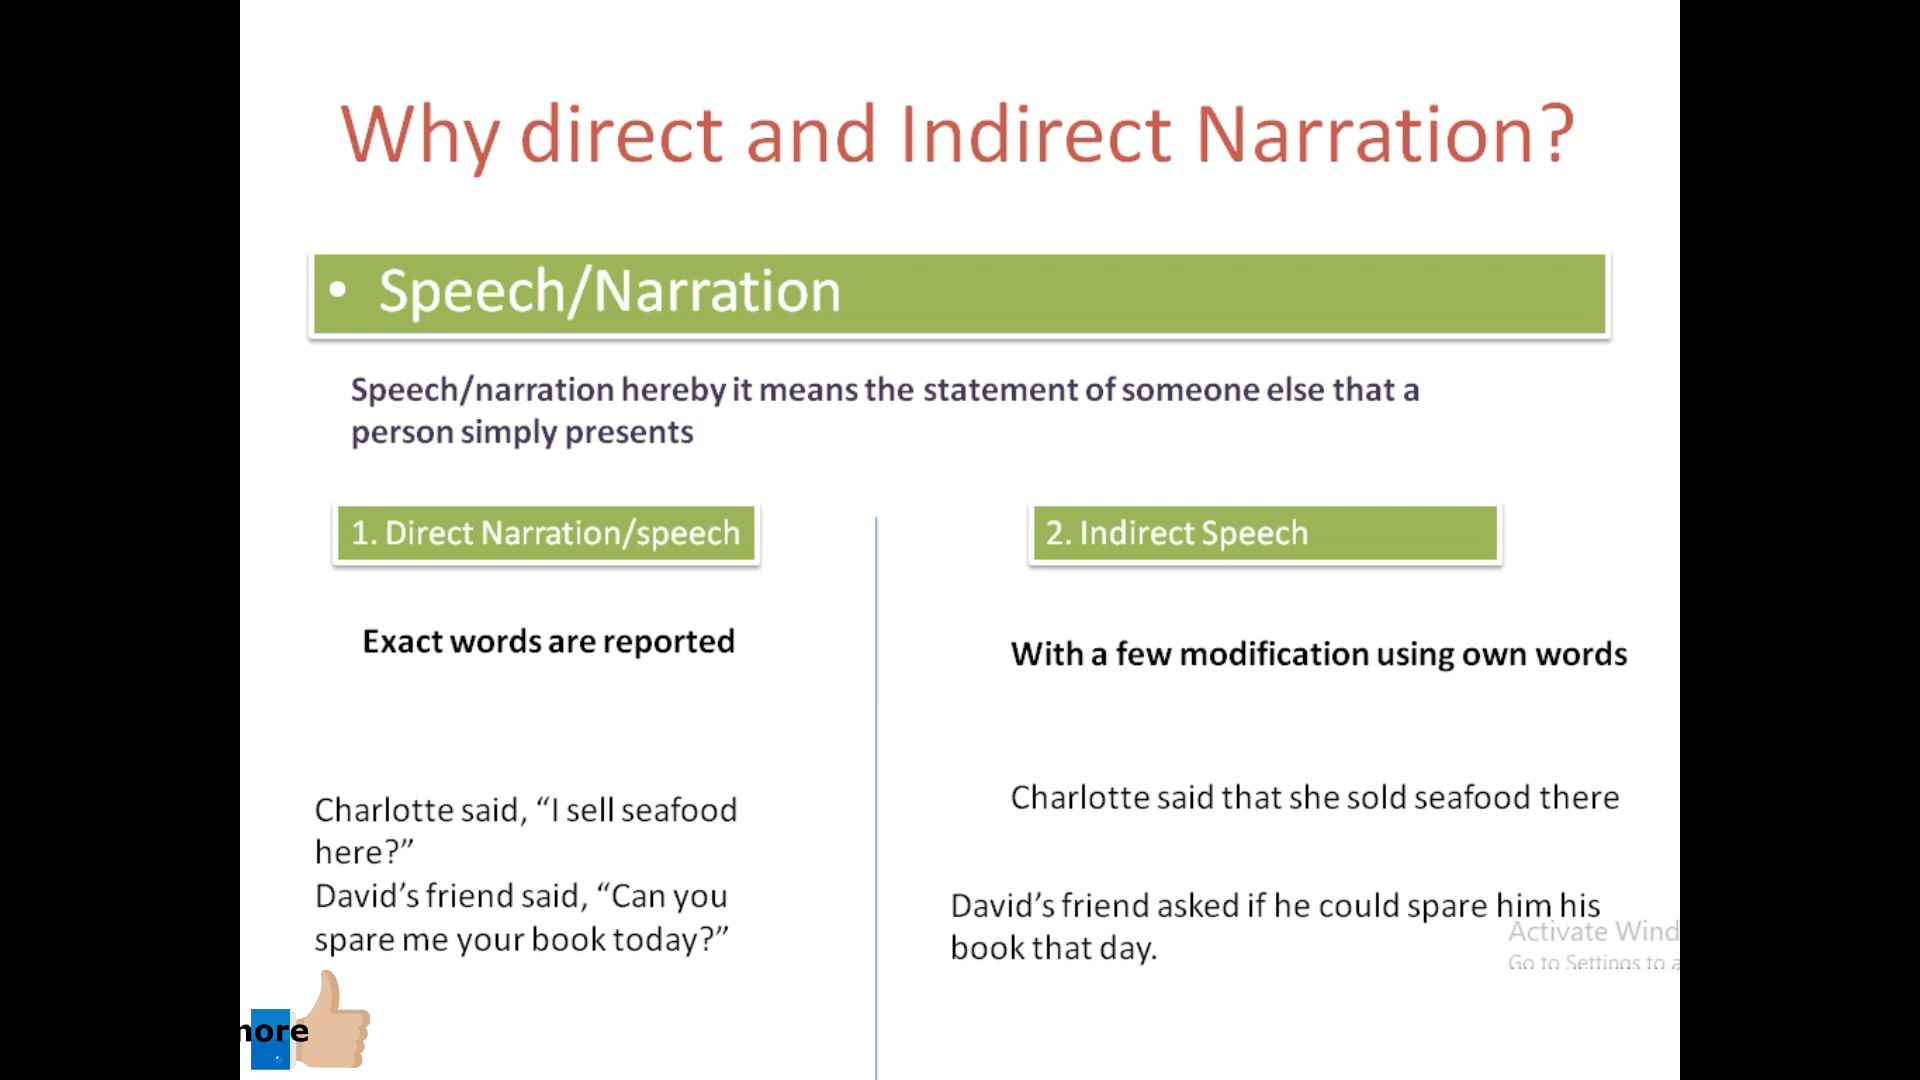 Why direct and Indirect Narration?
• Speech/Narration
Speech/narration hereby it means the statement of someone else that a
person simply presents
1. Direct Narration/speech
Exact words are reported
Charlotte said, “I sell seafood
here?”
David’s friend said, “Can you
spare me your book today?”
2. Indirect Speech
With a few modification using own words
Charlotte said that she sold seafood there
David’s friend asked if he could spare him his
book that day.
Activate Wind
Go to Settings to a
more